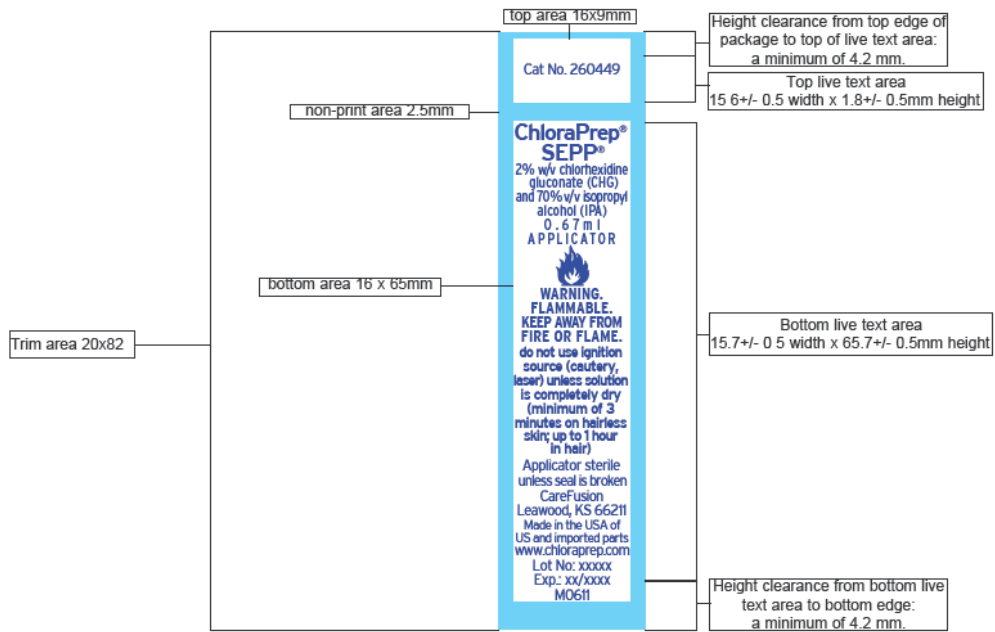 top area 16x9mm
Height clearance from top edge of
package to top of live text area:
a minimum of 4.2 mm.
Cat No. 260449
Top live text area
15 6+/- 0.5 width x 1.8+/- 0.5mm height
non-print area 2.5mm
ChloraPrep®
SEPP®
2% w/v chlorhexidine
gluconate (CHG)
and 70% v/v isopropyl
alcohol (IPA)
0.67ml
APPLICATOR
bottom area 16 x 65mm
WARNING.
FLAMMABLE.
KEEP AWAY FROM
FIRE OR FLAME.
Trim area 20x82
Bottom live text area
15.7+/- 0 5 width x 65.7+/- 0.5mm height
do not use ignition
source (cautery,
laser) unless solution
is completely dry
(minimum of 3
minutes on hairless
skin; up to 1 hour
in hair)
Applicator sterile
unless seal is broken
CareFusion
Leawood, KS 66211
Made in the USA of
US and imported parts
www.chloraprep.com
Lot No: xxxxx
Exp.: xx/xxxx
M0611
Height clearance from bottom live
text area to bottom edge:
a minimum of 4.2 mm.